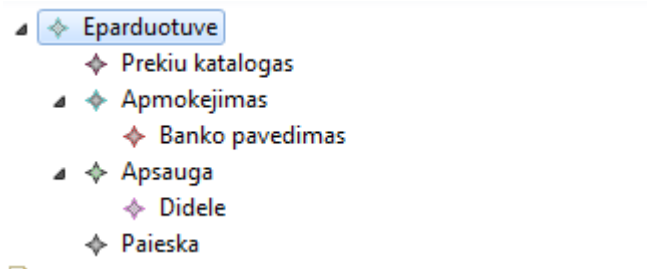 Eparduotuve
Prekiu katalogas
Apmokejimas
Banko pavedimas
Apsauga
Didele
Paieska